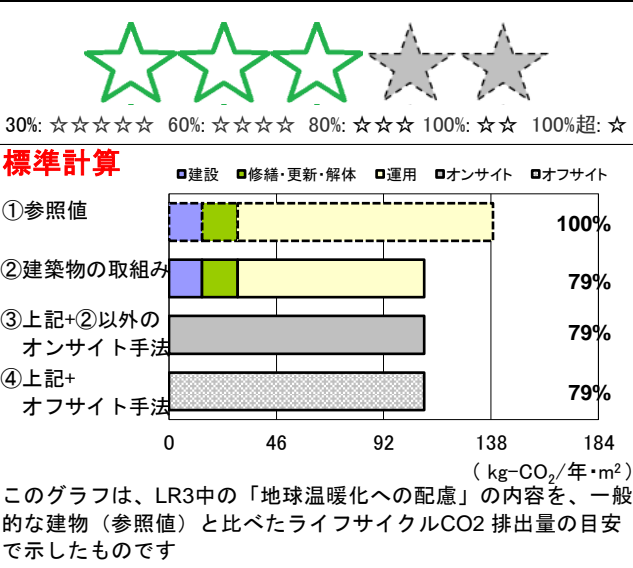 30%: ☆☆☆☆☆ 60%: ☆☆☆☆ 80%: ☆☆☆ 100%: ☆☆ 100%超: ☆
標準計算
建設 修繕・更新・解体 運用 オンサイト オフサイト
①参照値 100%
②建築物の取組み 79%
③上記+②以外の
オンサイト手法 79%
④上記+
オフサイト手法 79%
0 46 92 138 184
( kg-CO₂/年・m² )
このグラフは、LR3中の「地球温暖化への配慮」の内容を、一般
的な建物（参照値）と比べたライフサイクルCO2 排出量の目安
で示したものです